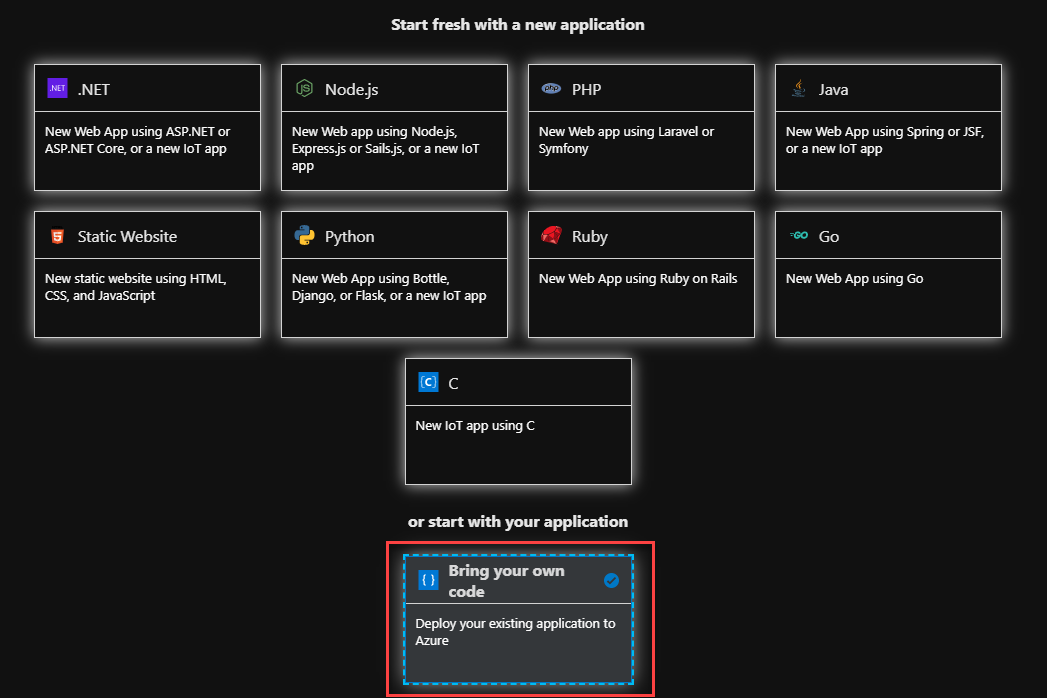 Start fresh with a new application
.NET
.NET
New Web App using ASP.NET or
ASP.NET Core, or a new IoT app
Node.js
New Web app using Node.js,
Express.js or Sails.js, or a new IoT
app
php
PHP
New Web app using Laravel or
Symfony
Java
New Web App using Spring or JSF,
or a new IoT app
5
Static Website
New static website using HTML,
CSS, and JavaScript
Python
New Web App using Bottle,
Django, or Flask, or a new IoT app
Ruby
New Web App using Ruby on Rails
GO
Go
New Web App using Go
{C}
C
New IoT app using C
or start with your application
{ }
Bring your own
code
Deploy your existing application to
Azure